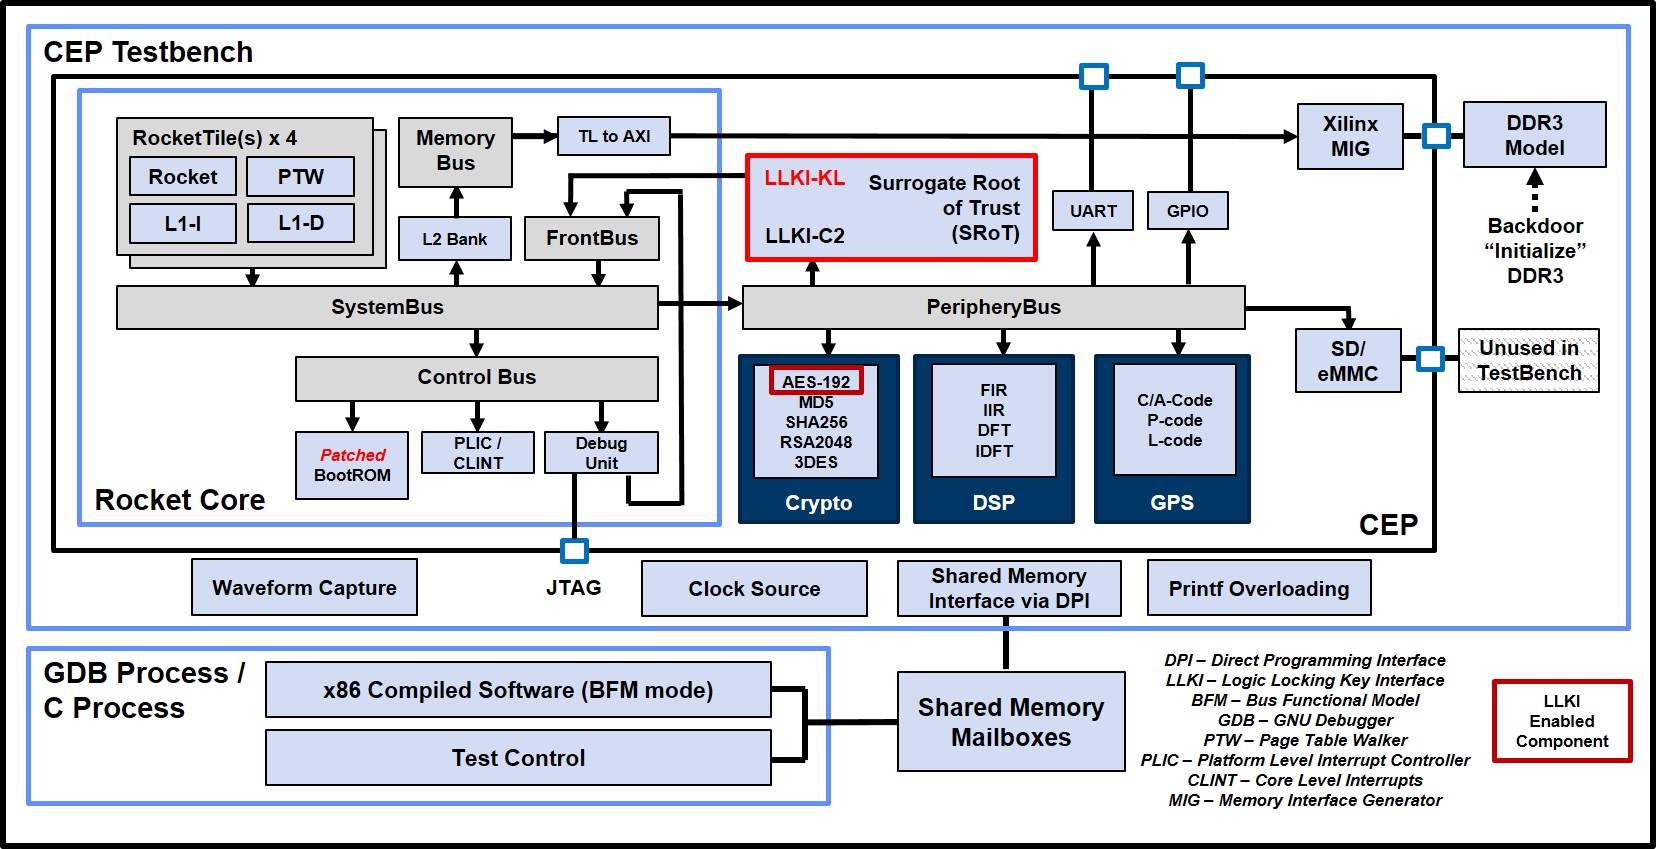 CEP Testbench
RocketTile(s) x 4
Rocket
PTW
L1-I
L1-D
Memory
Bus
TL to AXI
L2 Bank
FrontBus
SystemBus
Control Bus
Patched
BootROM
PLIC /
CLINT
Debug
Unit
Rocket Core
LLKI-KL
LLKI-C2
Surrogate Root
of Trust
(SRoT)
UART
GPIO
PeripheryBus
AES-192
MD5
SHA256
RSA2048
3DES
Crypto
FIR
IIR
DFT
IDFT
DSP
C/A-Code
P-code
L-code
GPS
Xilinx
MIG
DDR3
Model
Backdoor
“Initialize”
DDR3
SD/
eMMC
Unused in
TestBench
CEP
Waveform Capture
JTAG
Clock Source
Shared Memory
Interface via DPI
Printf Overloading
GDB Process /
C Process
x86 Compiled Software (BFM mode)
Test Control
Shared Memory
Mailboxes
DPI – Direct Programming Interface
LLKI – Logic Locking Key Interface
BFM – Bus Functional Model
GDB – GNU Debugger
PTW – Page Table Walker
PLIC – Platform Level Interrupt Controller
CLINT – Core Level Interrupts
MIG – Memory Interface Generator
LLKI
Enabled
Component